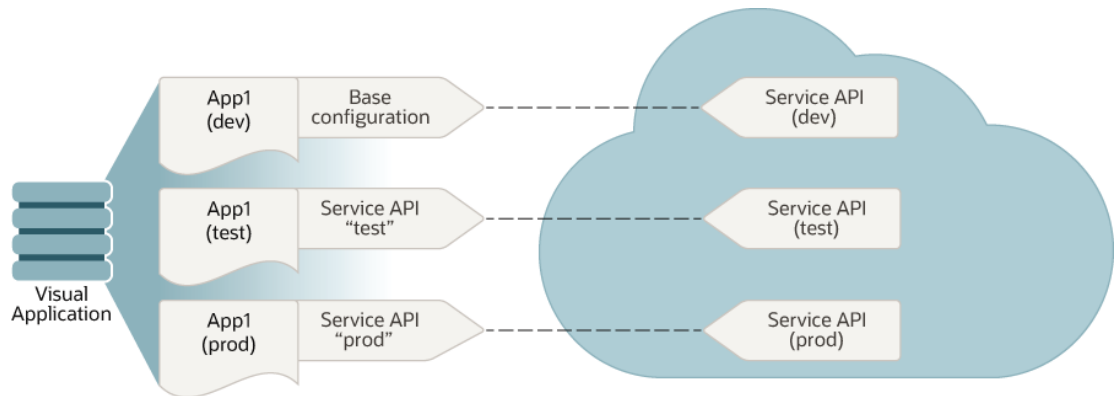 App1
(dev)
Base
configuration
Service API
(dev)
App1
(test)
Service API
“test”
Service API
(test)
Visual
Application
App1
(prod)
Service API
“prod”
Service API
(prod)